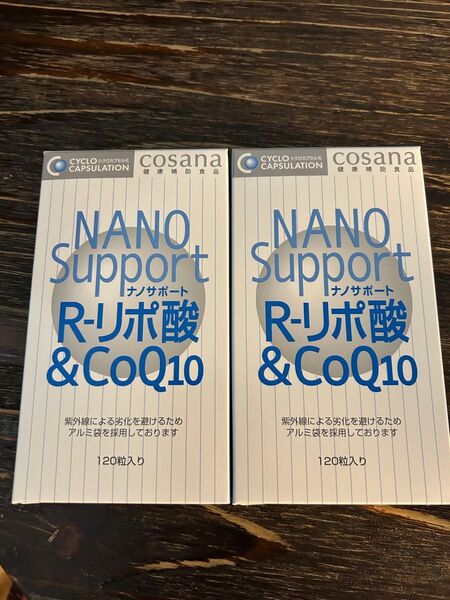 CYCLO シクロカプセル化
CAPSULATION
cosana
健康補助食品
NANO
Support
ナノサポート
R-リポ酸
&CoQ10
紫外線による劣化を避けるため
アルミ袋を採用しております
120粒入り
CYCLO シクロカプセル化
CAPSULATION
cosana
健康補助食品
NANO
Support
ナノサポート
R-リポ酸
&CoQ10
紫外線による劣化を避けるため
アルミ袋を採用しております
120粒入り